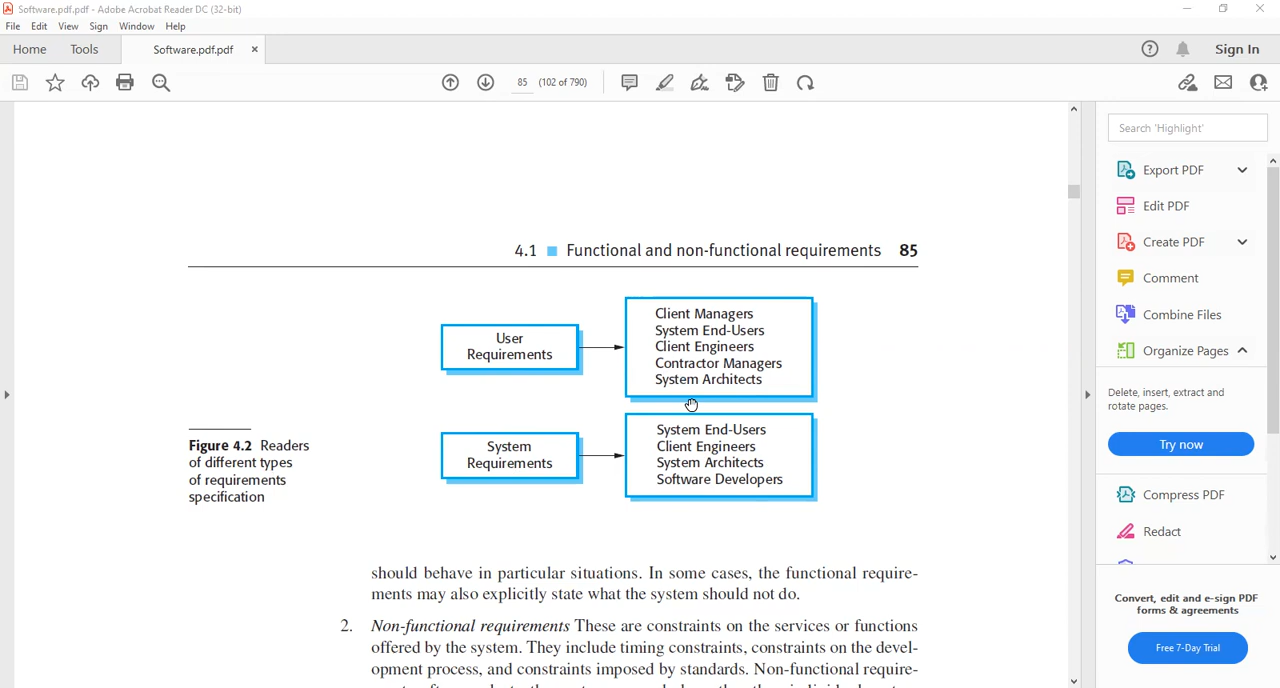 Software.pdf.pdf - Adobe Acrobat Reader DC (32-bit)
File Edit View Sign Window Help
Home Tools Software.pdf.pdf × Sign In
85 (102 of 790)
Search 'Highlight'
Export PDF
Edit PDF
Create PDF
Comment
Combine Files
Organize Pages
Delete, insert, extract and
rotate pages.
Try now
Compress PDF
Redact
Convert, edit and e-sign PDF
forms & agreements
Free 7-Day Trial
4.1 Functional and non-functional requirements 85
User
Requirements
Client Managers
System End-Users
Client Engineers
Contractor Managers
System Architects
System
Requirements
System End-Users
Client Engineers
System Architects
Software Developers
Figure 4.2 Readers
of different types
of requirements
specification
should behave in particular situations. In some cases, the functional require-
ments may also explicitly state what the system should not do.
2. Non-functional requirements These are constraints on the services or functions
offered by the system. They include timing constraints, constraints on the devel-
opment process, and constraints imposed by standards. Non-functional require-